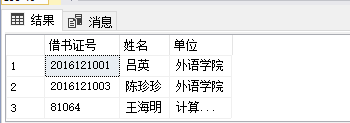 结果 消息
借书证号 姓名 单位
1 2016121001 吕英 外语学院
2 2016121003 陈珍珍 外语学院
3 81064 王海明 计算...